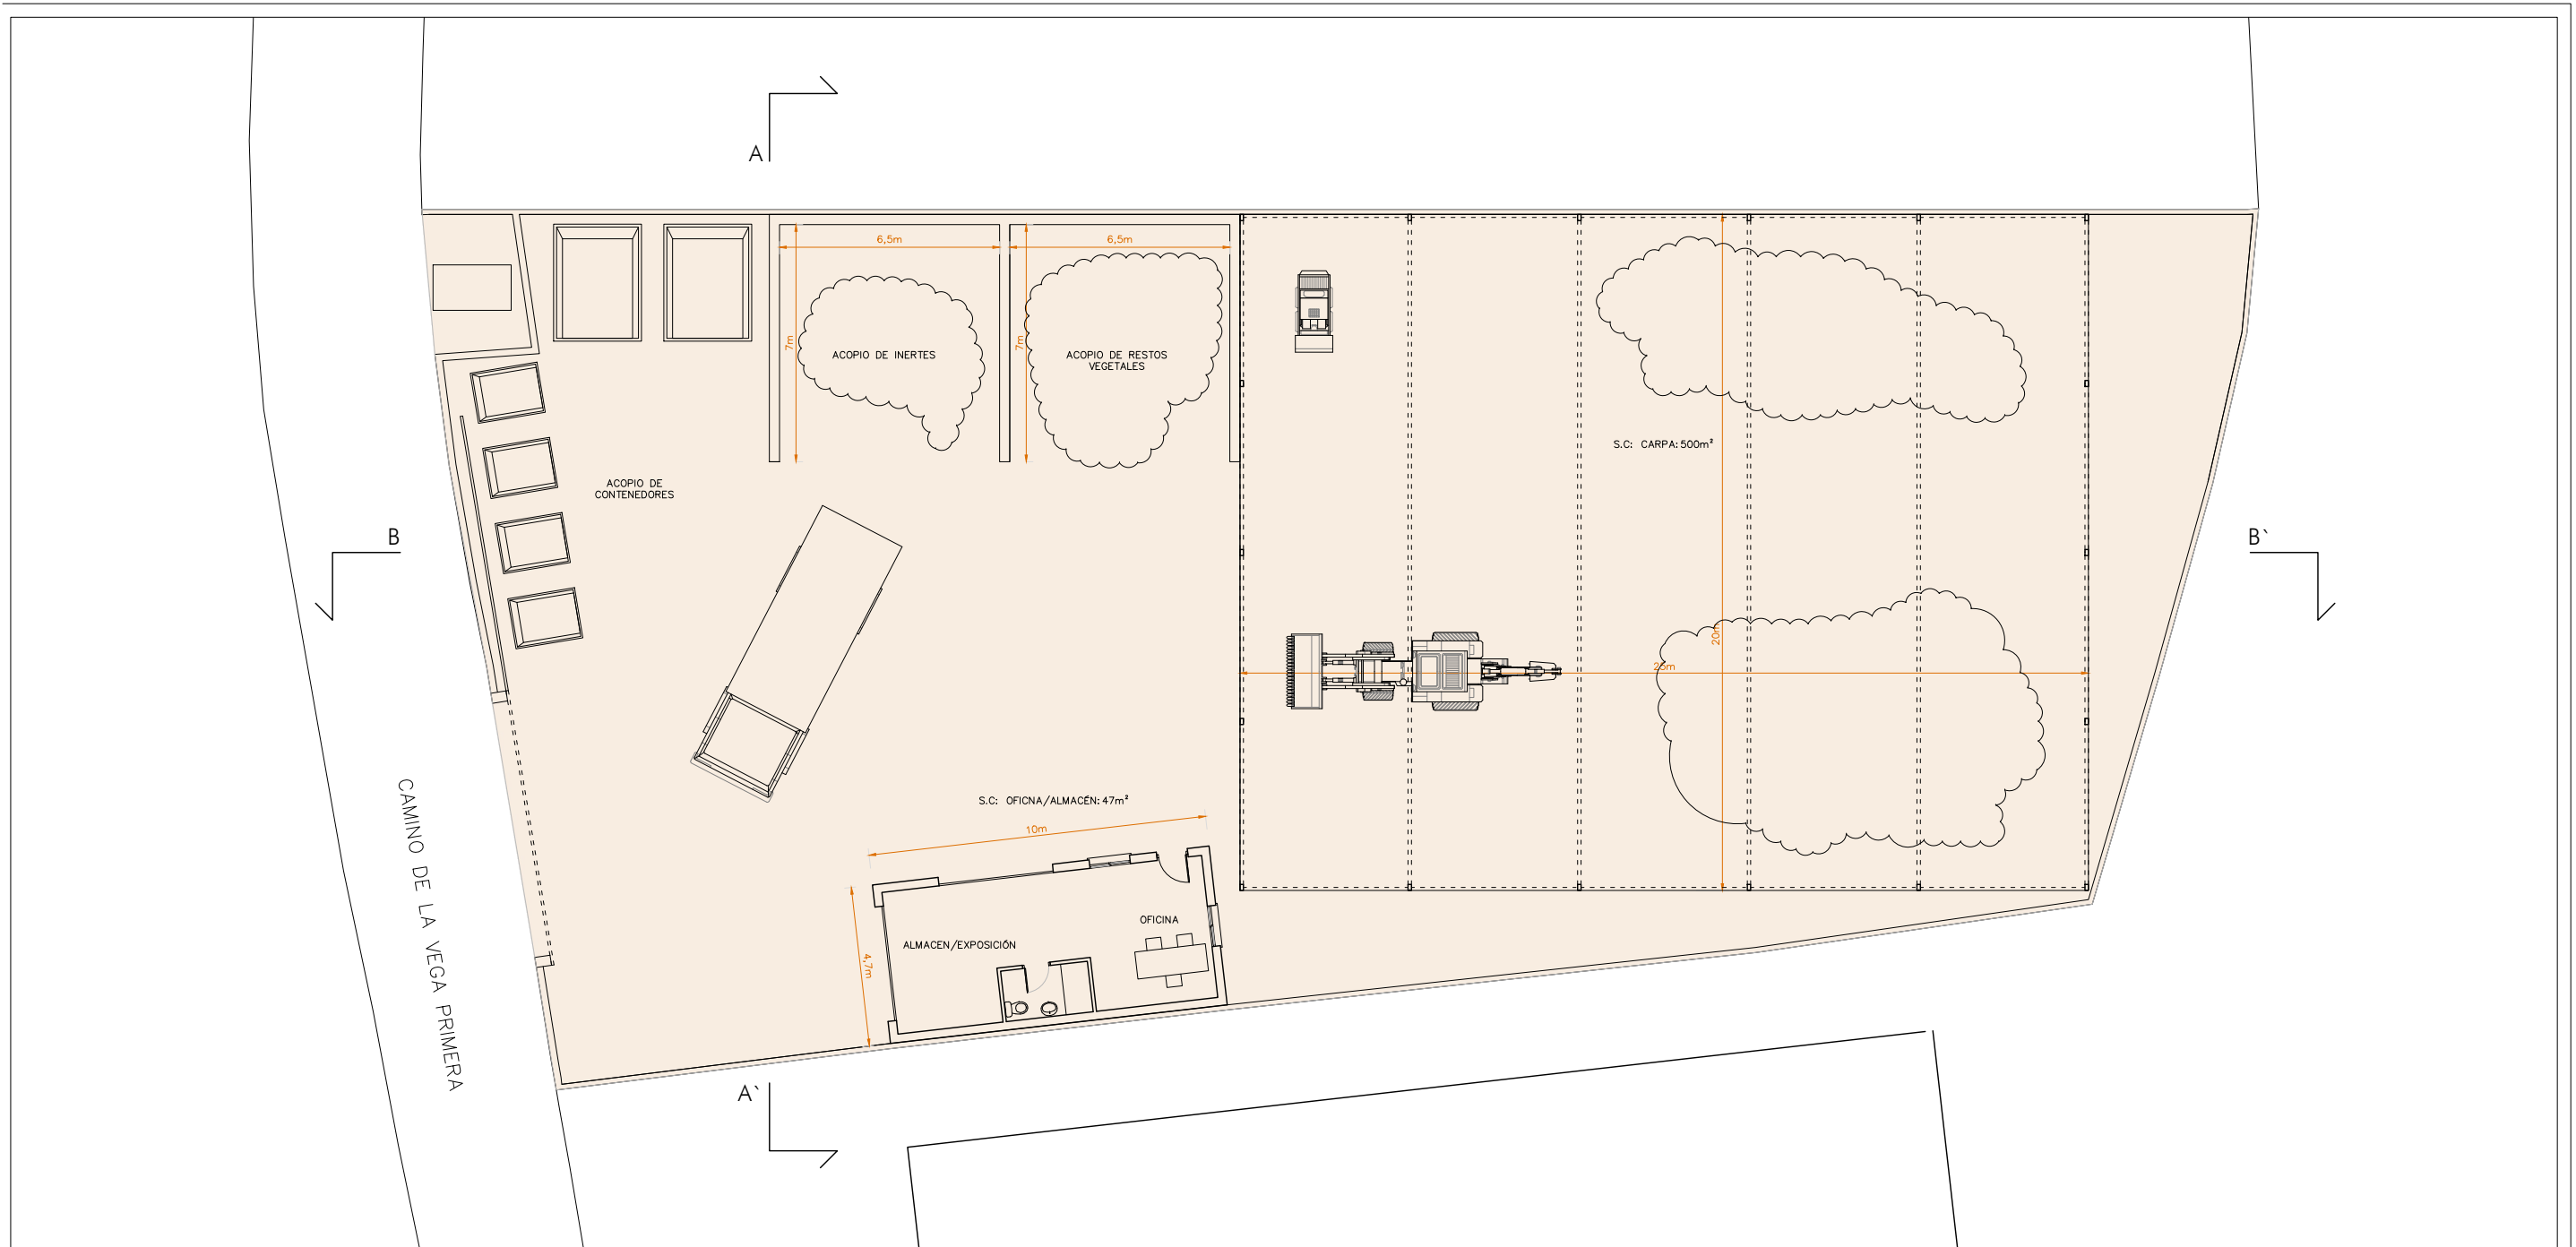 A
6,5m
6,5m
7m
7m
ACOPIO DE INERTES
ACOPIO DE RESTOS
VEGETALES
S.C: CARPA: 500m²
ACOPIO DE
CONTENEDORES
B
B`
20m
25m
CAMINO DE LA VEGA PRIMERA
S.C: OFICNA/ALMACÉN: 47m²
10m
4,7m
OFICINA
ALMACEN/EXPOSICIÓN
A`